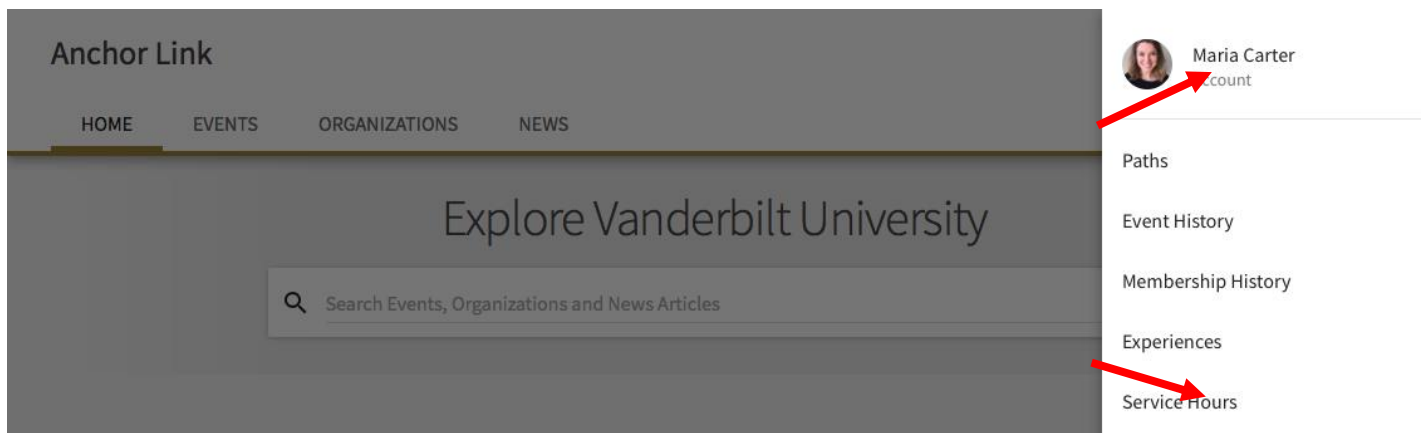 Anchor Link
HOME EVENTS ORGANIZATIONS NEWS
Explore Vanderbilt University
Search Events, Organizations and News Articles
Maria Carter
Account
Paths
Event History
Membership History
Experiences
Service Hours